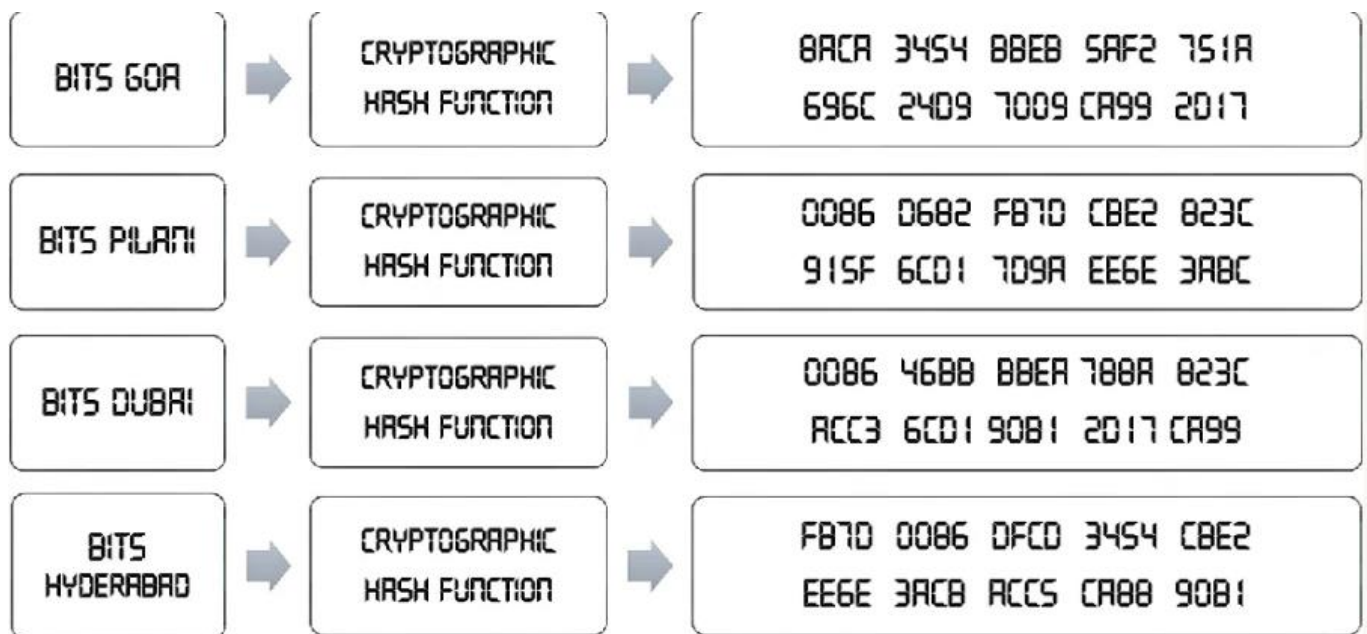 BITS GOA
CRYPTOGRAPHIC
HASH FUNCTION
8ACA 3454 BBEB 5AF2 751A
696C 24D9 7009 CA99 2D17
BITS PILANI
CRYPTOGRAPHIC
HASH FUNCTION
0086 D682 FB7D CBE2 823C
915F 6CD1 7D9A EE6E 3ABC
BITS DUBAI
CRYPTOGRAPHIC
HASH FUNCTION
0086 46BB BBEA 788A 823C
ACC3 6CD1 90B1 2D17 CA99
BITS
HYDERABAD
CRYPTOGRAPHIC
HASH FUNCTION
FB7D 0086 DFCD 3454 CBE2
EE6E 3ACB ACC5 CA88 90B1